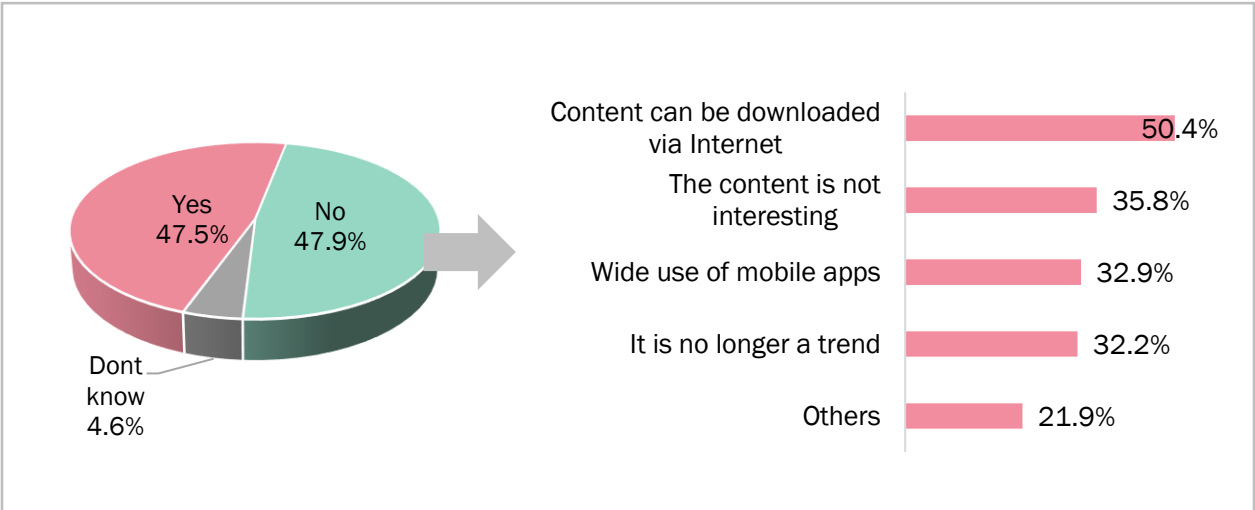 Yes
47.5%
No
47.9%
Dont
know
4.6%
Content can be downloaded
via Internet
50.4%
The content is not
interesting
35.8%
Wide use of mobile apps
32.9%
It is no longer a trend
32.2%
Others
21.9%